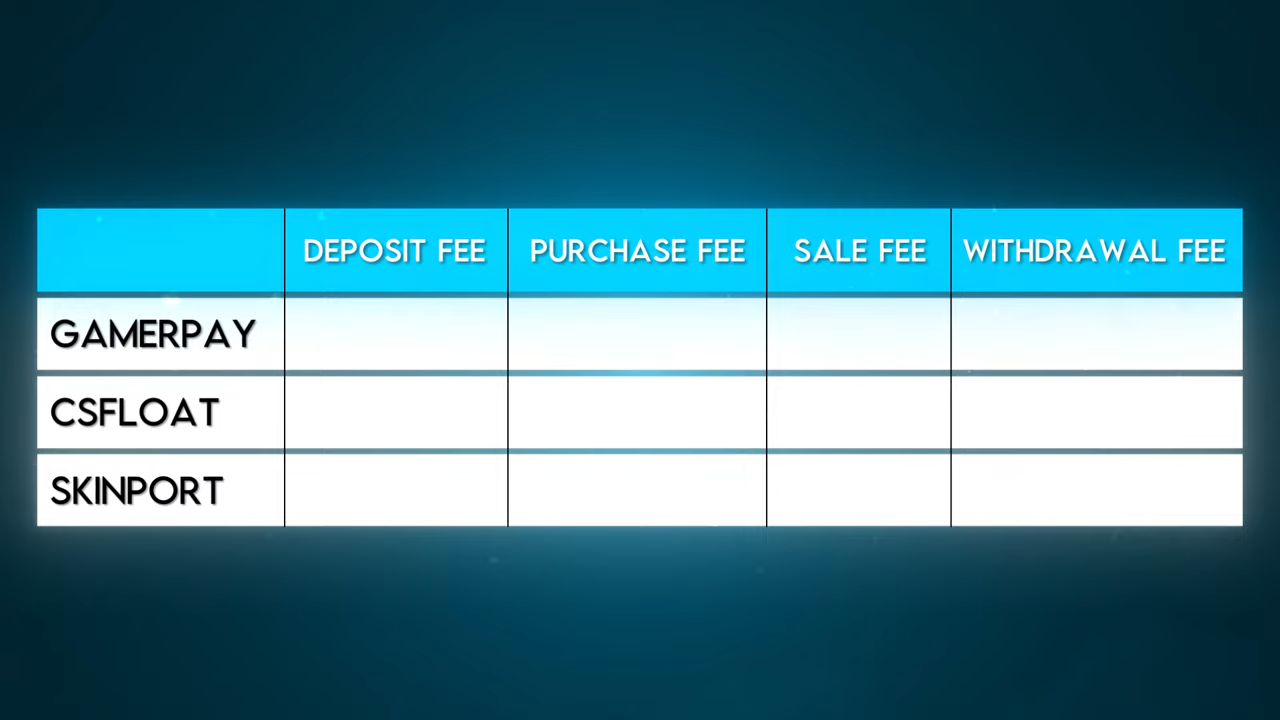 DEPOSIT FEE PURCHASE FEE SALE FEE WITHDRAWAL FEE
GAMERPAY
CSFLOAT
SKINPORT